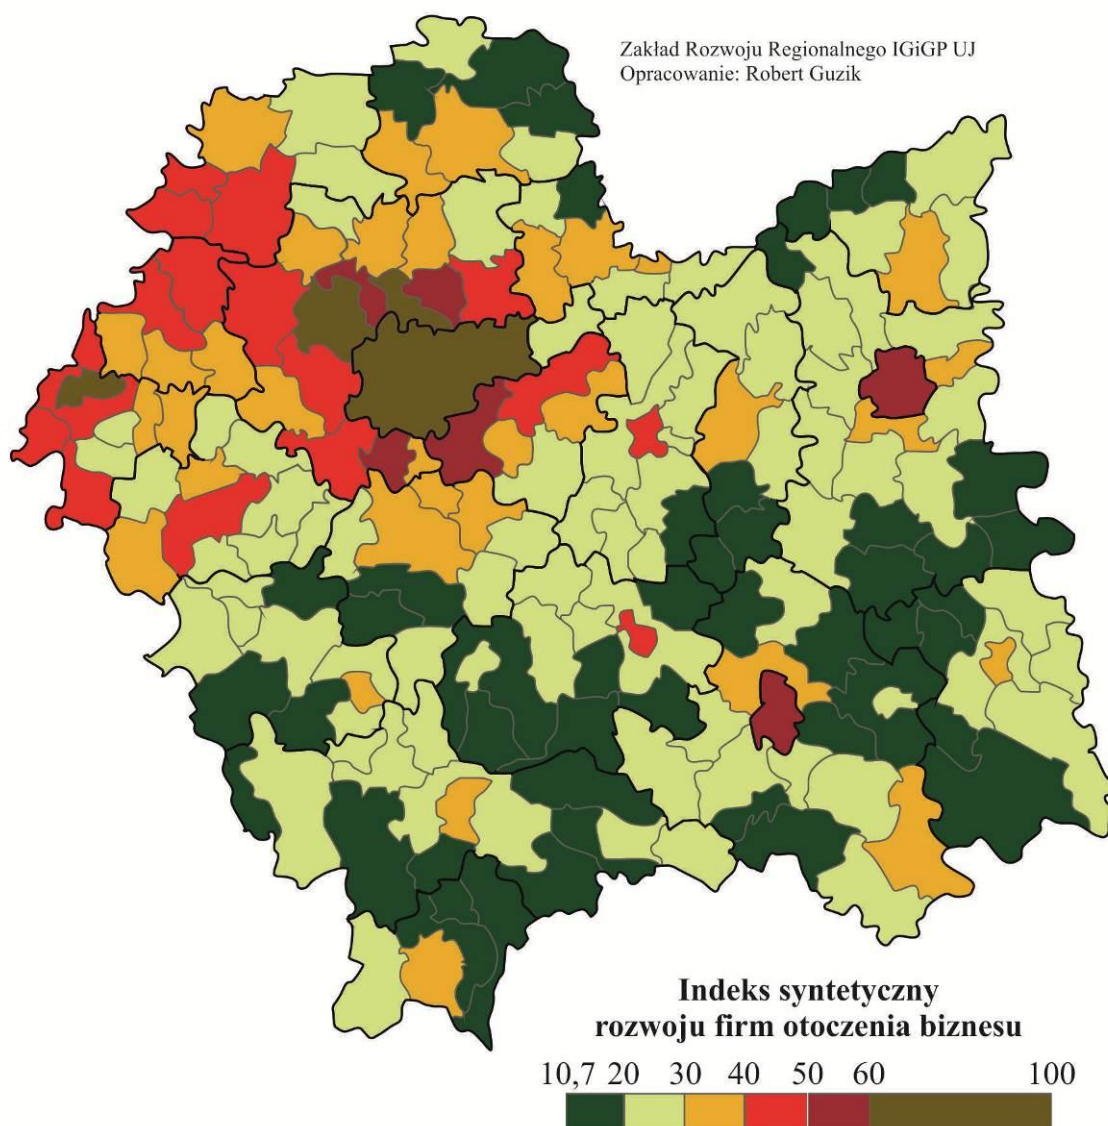 Zakład Rozwoju Regionalnego IGiGP UJ
Opracowanie: Robert Guzik
Indeks syntetyczny
rozwoju firm otoczenia biznesu
10,7 20 30 40 50 60 100